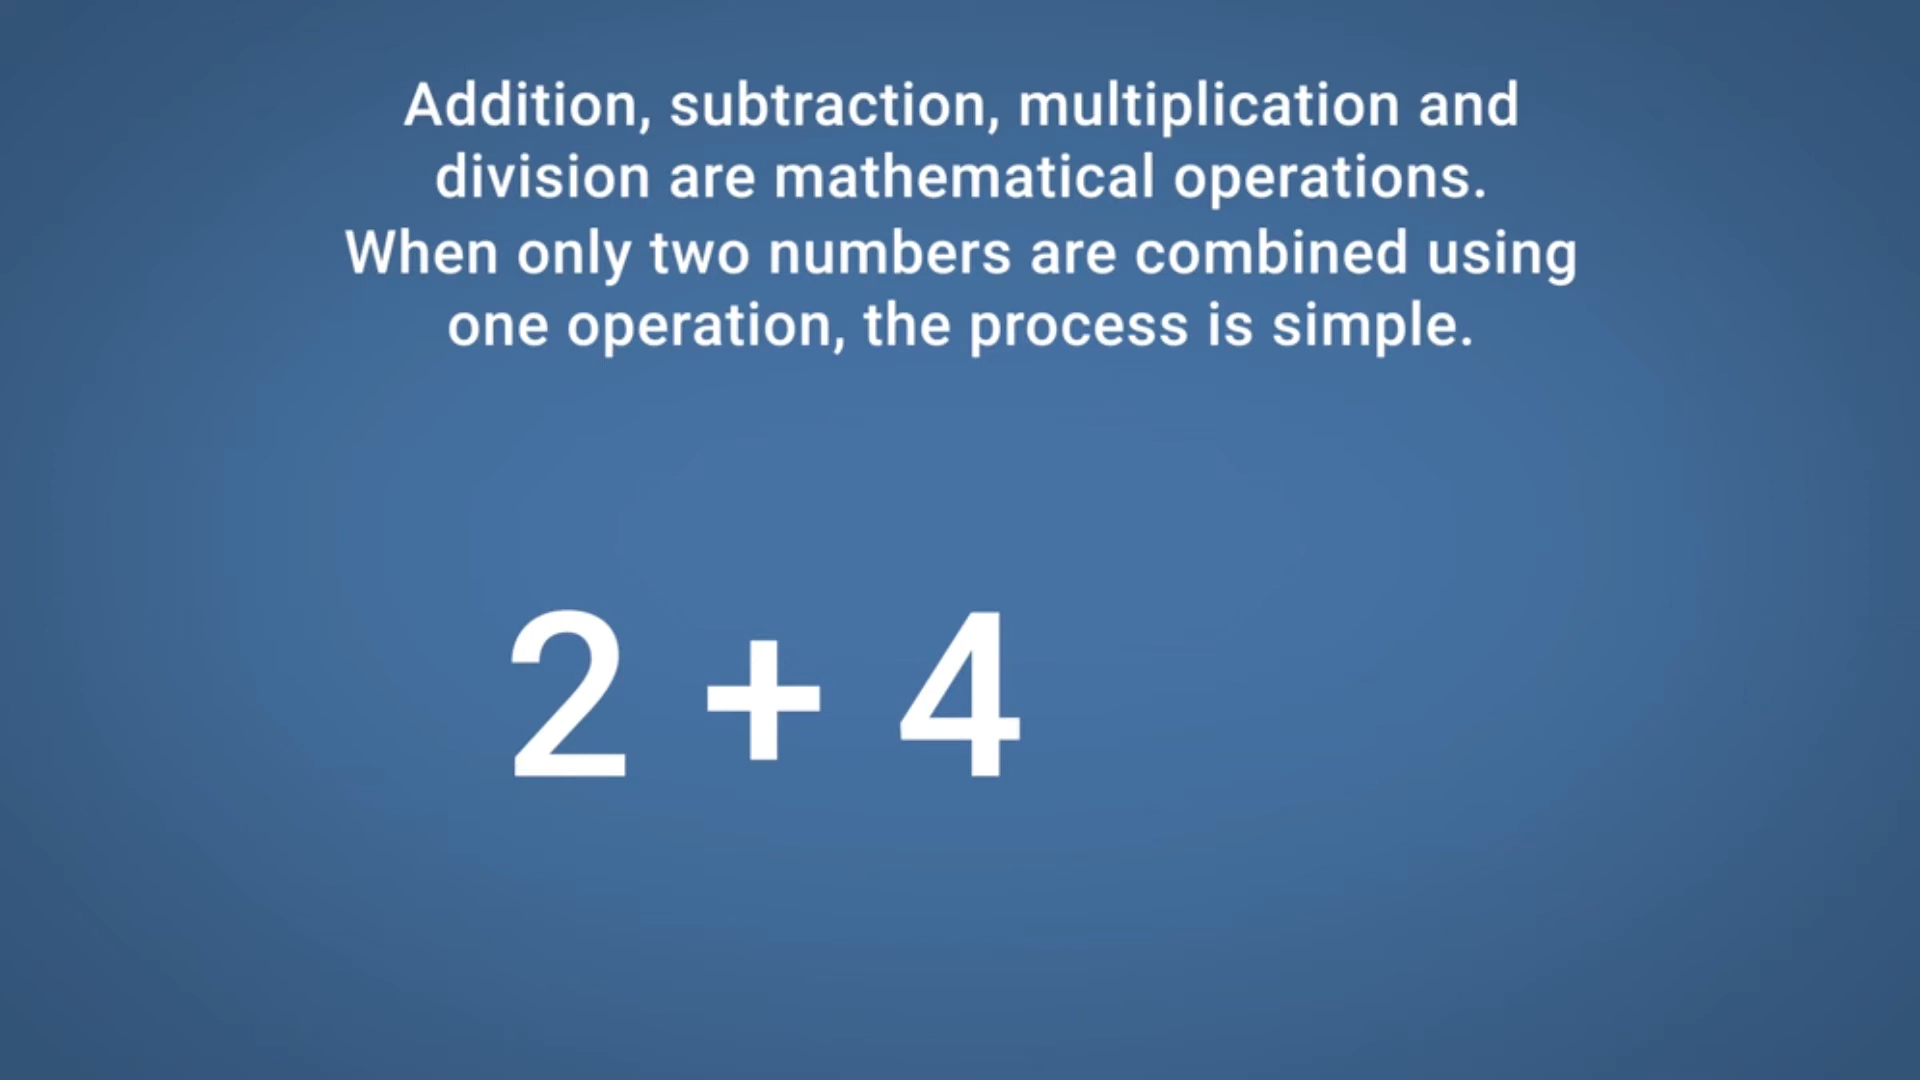 Addition, subtraction, multiplication and
division are mathematical operations.
When only two numbers are combined using
one operation, the process is simple.
2 + 4